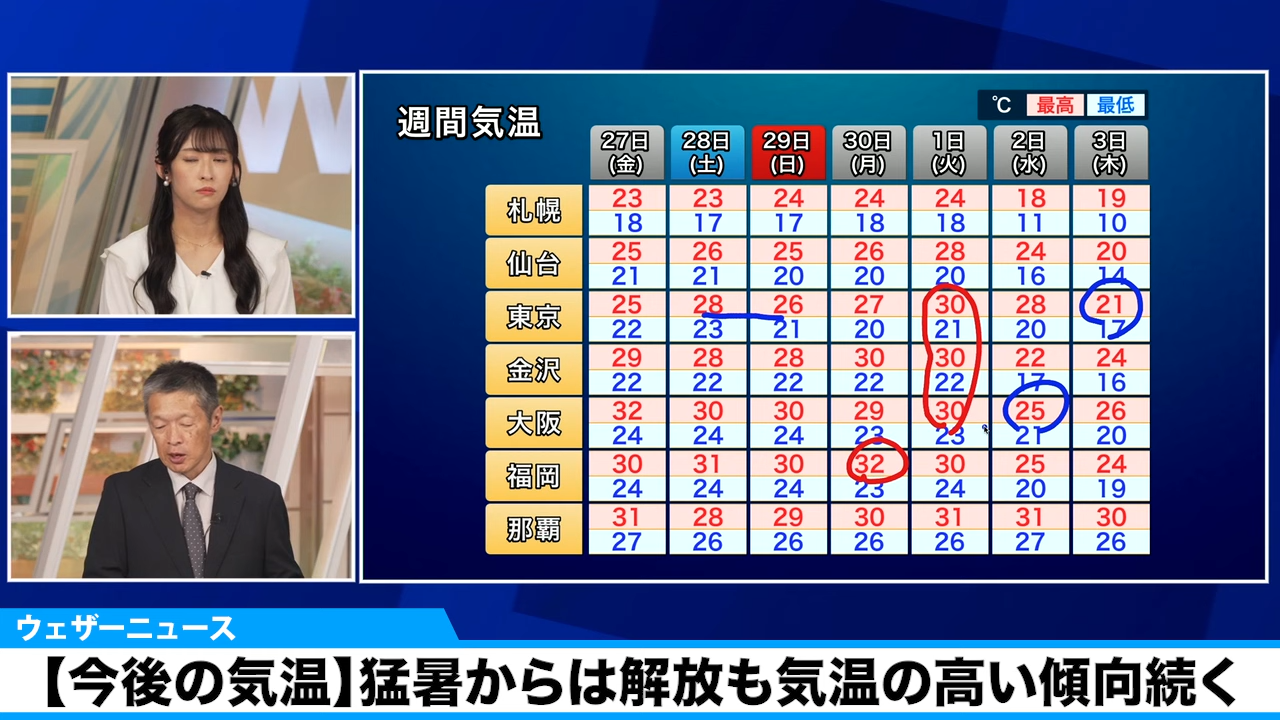 週間気温
℃ 最高 最低
27日 28日 29日 30日 1日 2日 3日
(金) (土) (日) (月) (火) (水) (木)
札幌 23 23 24 24 24 18 19
18 17 17 18 18 11 10
仙台 25 26 25 26 28 24 20
21 21 20 20 20 16 14
東京 25 28 26 27 30 28 21
22 23 21 20 21 20 17
金沢 29 28 28 30 30 22 24
22 22 22 22 22 17 16
大阪 32 30 30 29 30 25 26
24 24 24 23 23 21 20
福岡 30 31 30 32 30 25 24
24 24 24 23 24 20 19
那覇 31 28 29 30 31 31 30
27 26 26 26 26 27 26
ウェザーニュース
【今後の気温】猛暑からは解放も気温の高い傾向続く